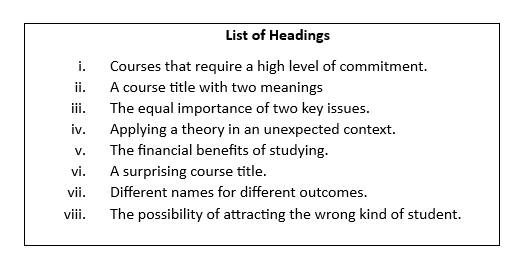 List of Headings
i. Courses that require a high level of commitment.
ii. A course title with two meanings
iii. The equal importance of two key issues.
iv. Applying a theory in an unexpected context.
v. The financial benefits of studying.
vi. A surprising course title.
vii. Different names for different outcomes.
viii. The possibility of attracting the wrong kind of student.